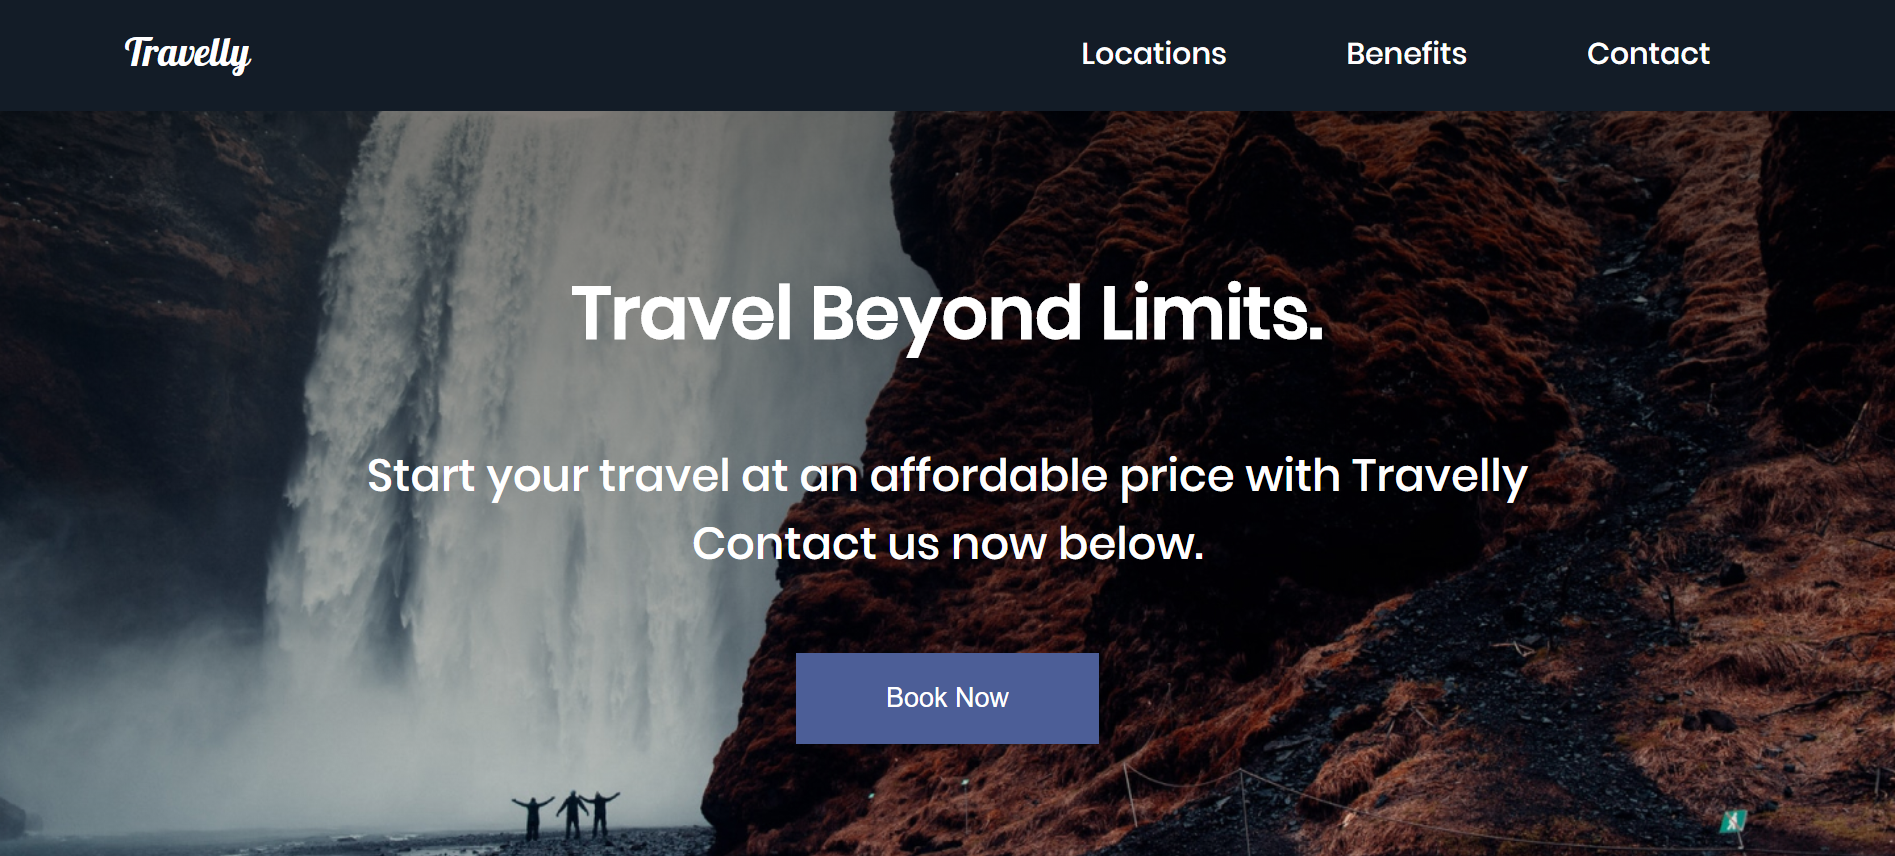 Travelly
Locations
Benefits
Contact
Travel Beyond Limits.
Start your travel at an affordable price with Travelly
Contact us now below.
Book Now